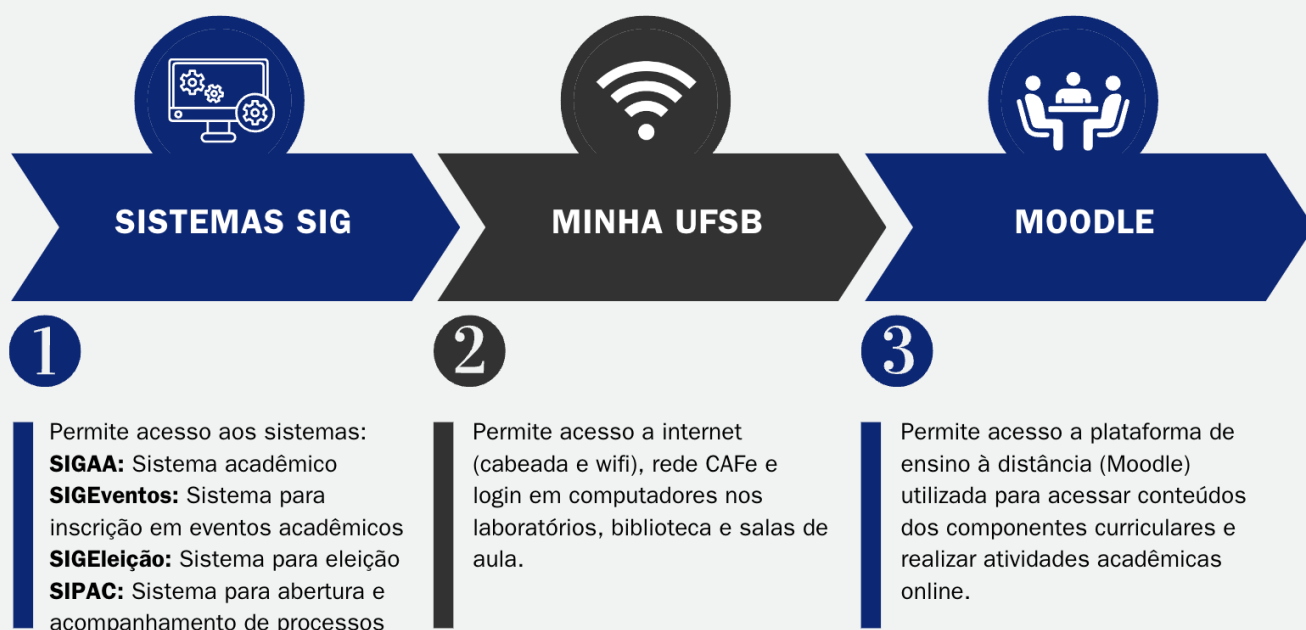 SISTEMAS SIG
MINHA UFSB
MOODLE
1
Permite acesso aos sistemas:
SIGAA: Sistema acadêmico
SIGEventos: Sistema para
inscrição em eventos acadêmicos
SIGEleição: Sistema para eleição
SIPAC: Sistema para abertura e
acompanhamento de processos
2
Permite acesso a internet
(cabeada e wifi), rede CAFe e
login em computadores nos
laboratórios, biblioteca e salas de
aula.
3
Permite acesso a plataforma de
ensino à distância (Moodle)
utilizada para acessar conteúdos
dos componentes curriculares e
realizar atividades acadêmicas
online.